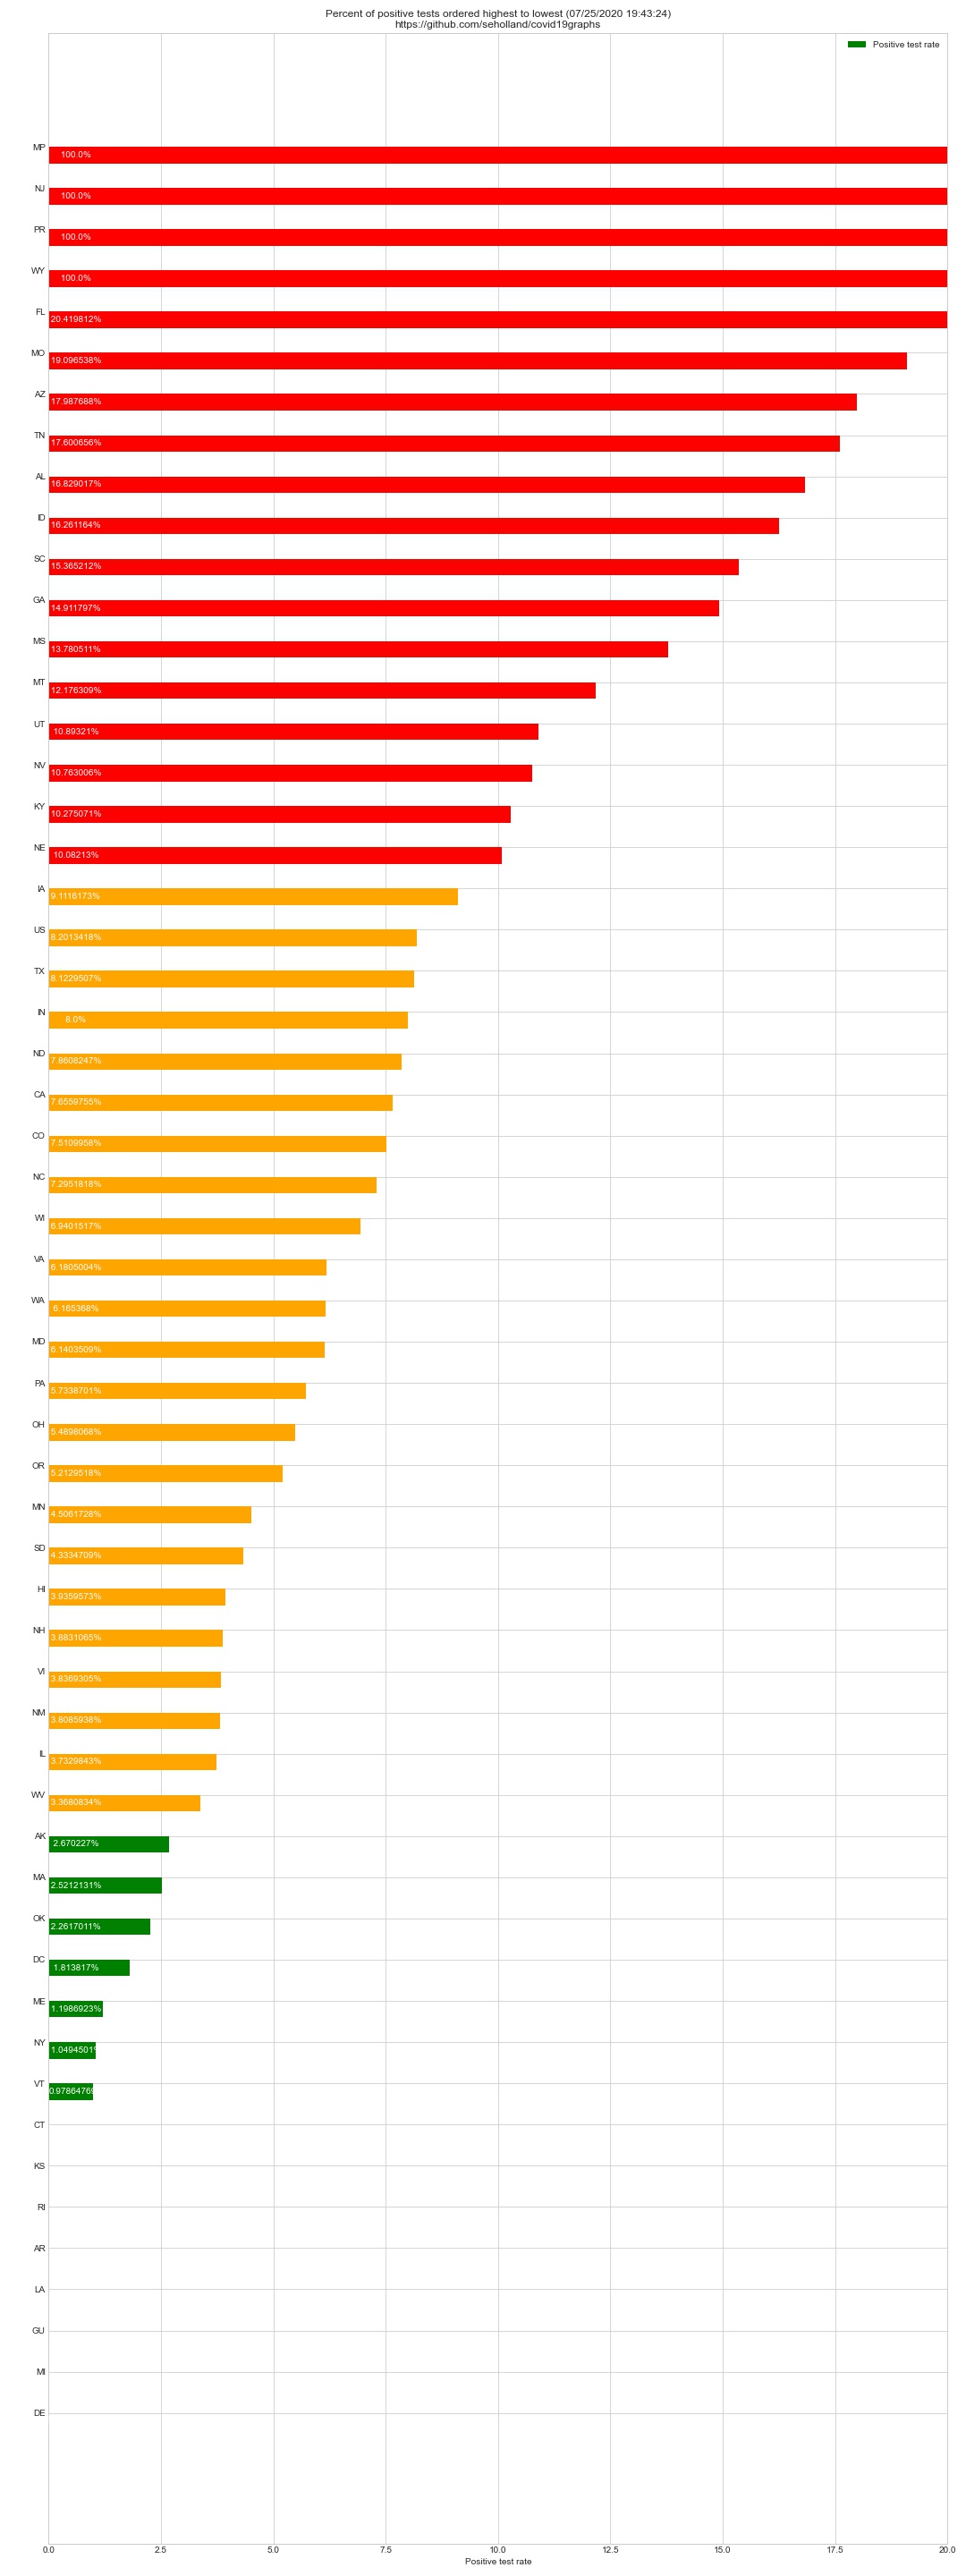 Percent of positive tests ordered highest to lowest (07/25/2020 19:43:24)
https://github.com/seholland/covid19graphs
Positive test rate
MP 100.0%
NJ 100.0%
PR 100.0%
WY 100.0%
FL 20.419812%
MO 19.096538%
AZ 17.987688%
TN 17.600656%
AL 16.829017%
ID 16.261164%
SC 15.365212%
GA 14.911797%
MS 13.780511%
MT 12.176309%
UT 10.89321%
NV 10.763006%
KY 10.275071%
NE 10.08213%
IA 9.1116173%
US 8.2013418%
TX 8.1229507%
IN 8.0%
ND 7.8608247%
CA 7.6559755%
CO 7.5109958%
NC 7.2951818%
WI 6.9401517%
VA 6.1805004%
WA 6.165368%
MD 6.1403509%
PA 5.7338701%
OH 5.4898068%
OR 5.2129518%
MN 4.5061728%
SD 4.3334709%
HI 3.9359573%
NH 3.8831065%
VI 3.8369305%
NM 3.8085938%
IL 3.7329843%
WV 3.3680834%
AK 2.670227%
MA 2.5212131%
OK 2.2617011%
DC 1.813817%
ME 1.1986923%
NY 1.0494501%
VT
CT
KS
RI
AR
LA
GU
MI
DE
0.0 2.5 5.0 7.5 10.0 12.5 15.0 17.5 20.0
Positive test rate